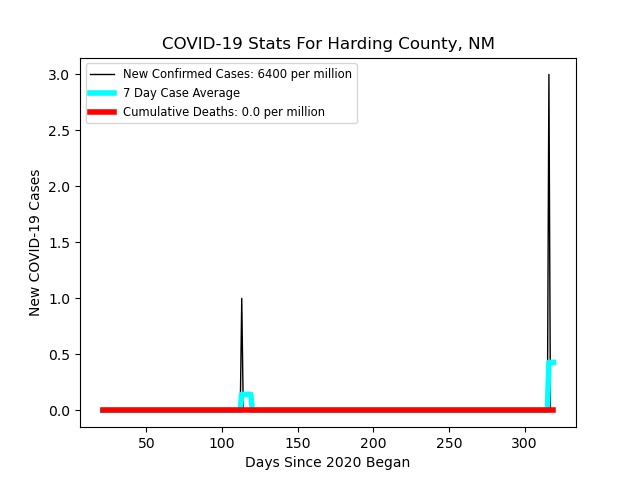 COVID-19 Stats For Harding County, NM
New Confirmed Cases: 6400 per million
7 Day Case Average
Cumulative Deaths: 0.0 per million
3.0
2.5
2.0
1.5
1.0
0.5
0.0
New COVID-19 Cases
50 100 150 200 250 300
Days Since 2020 Began